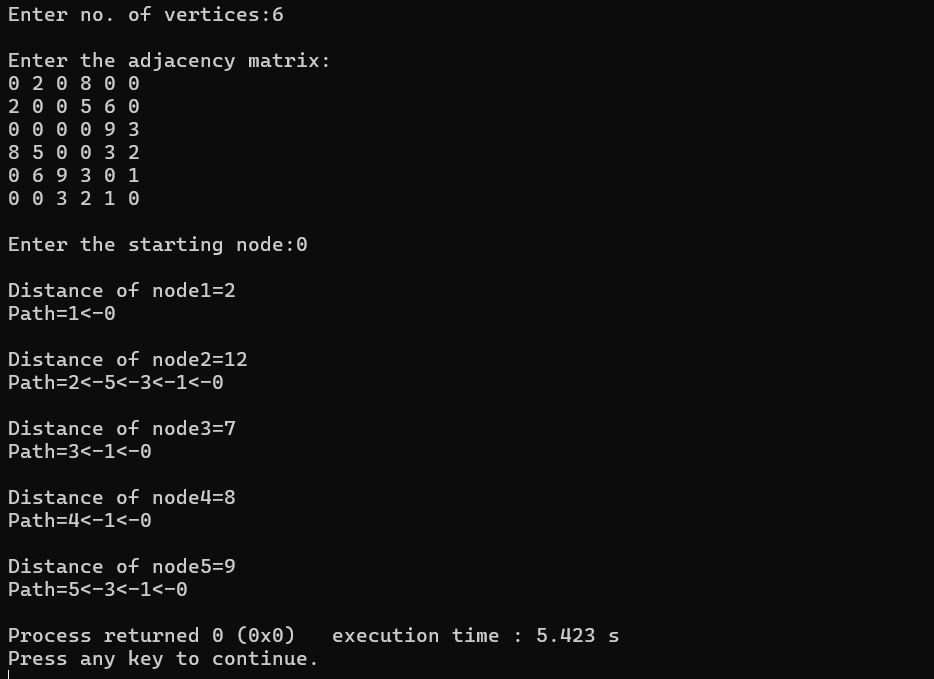 Enter no. of vertices:6
Enter the adjacency matrix:
0 2 0 8 0 0
2 0 0 5 6 0
0 0 0 0 9 3
8 5 0 0 3 2
0 6 9 3 0 1
0 0 3 2 1 0
Enter the starting node:0
Distance of node1=2
Path=1<-0
Distance of node2=12
Path=2<-5<-3<-1<-0
Distance of node3=7
Path=3<-1<-0
Distance of node4=8
Path=4<-1<-0
Distance of node5=9
Path=5<-3<-1<-0
Process returned 0 (0x0)   execution time : 5.423 s
Press any key to continue.